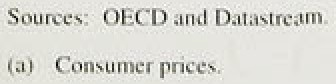 Sources: OECD and Datastream.
(a) Consumer prices.